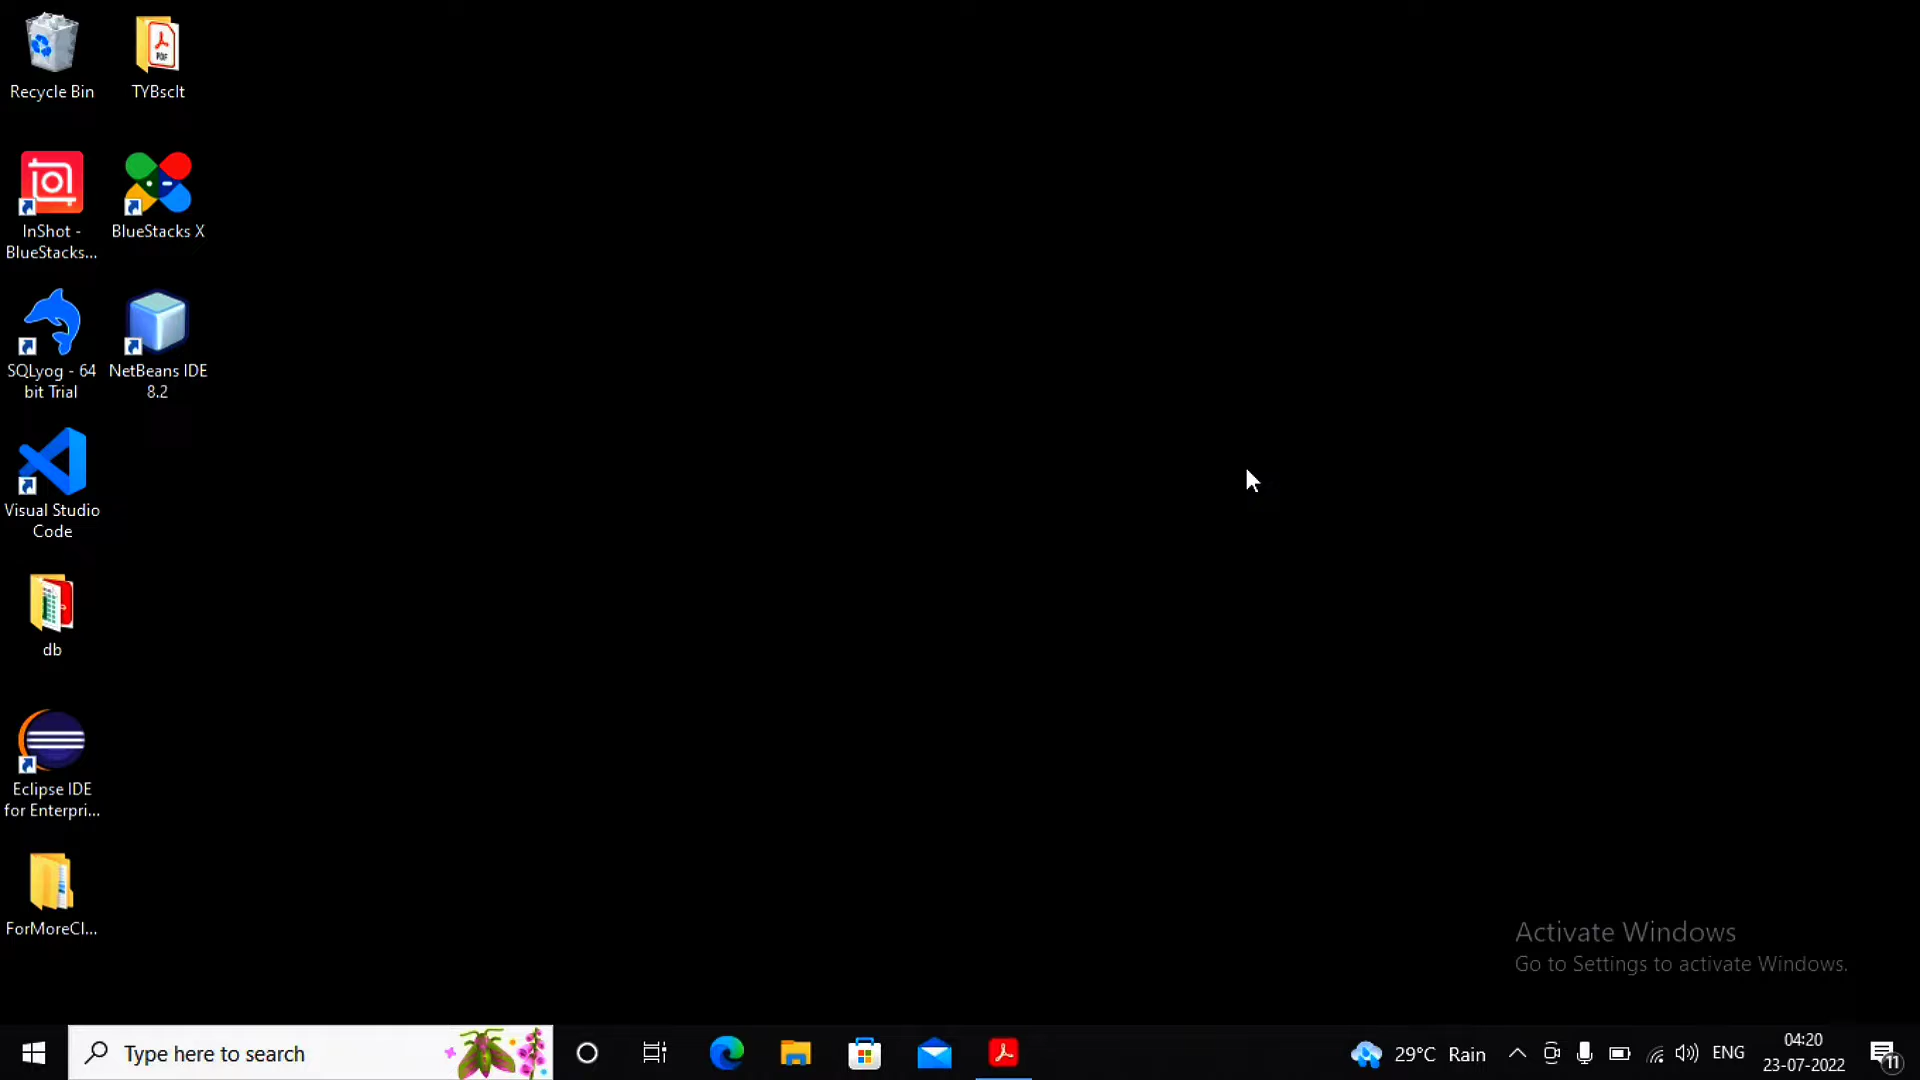 Recycle Bin
TYBscIt
InShot -
BlueStacks...
BlueStacks X
SQLyog - 64
bit Trial
NetBeans IDE
8.2
Visual Studio
Code
db
Eclipse IDE
for Enterpri...
ForMoreCl...
Activate Windows
Go to Settings to activate Windows.
Type here to search
29°C Rain
ENG
04:20
23-07-2022
11
PDF